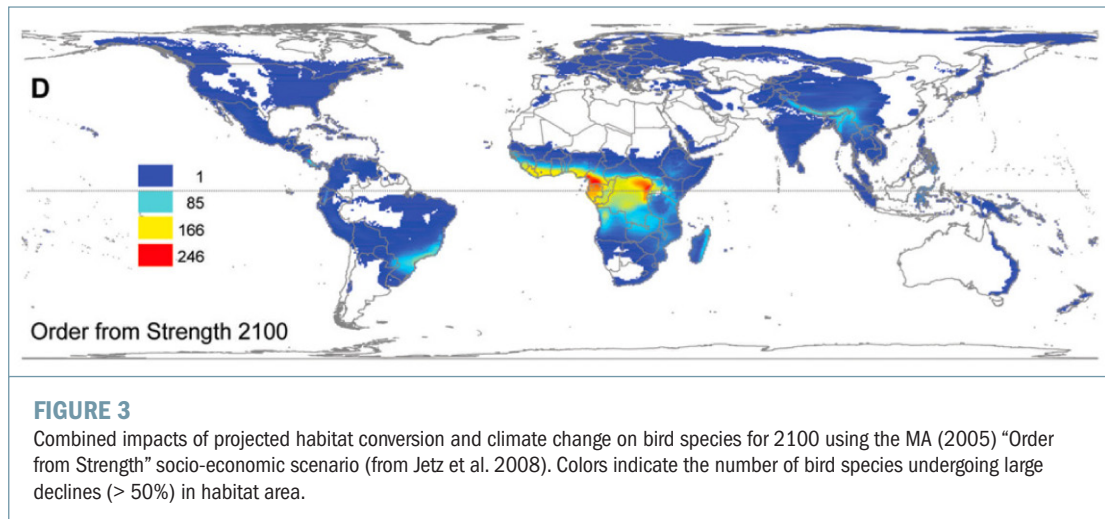 D
1
85
166
246
Order from Strength 2100
FIGURE 3
Combined impacts of projected habitat conversion and climate change on bird species for 2100 using the MA (2005) “Order
from Strength” socio-economic scenario (from Jetz et al. 2008). Colors indicate the number of bird species undergoing large
declines (> 50%) in habitat area.